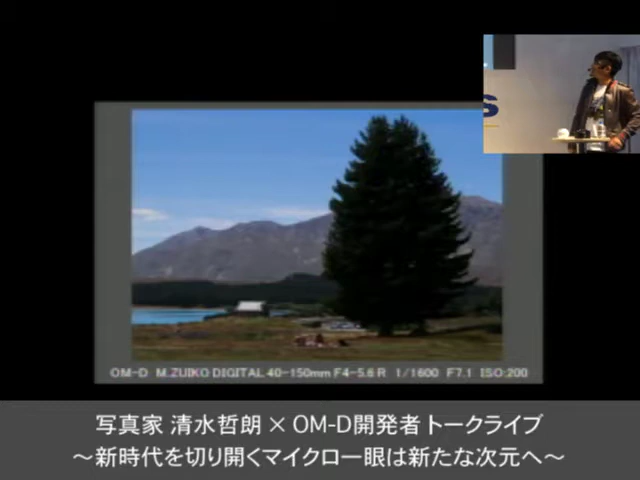 S
OM-D M.ZUIKO DIGITAL 40-150mm F4-5.6 R 1/1600 F7.1 ISO:200
写真家 清水哲朗 × OM-D開発者 トークライブ
～新時代を切り開くマイクロ一眼は新たな次元へ～